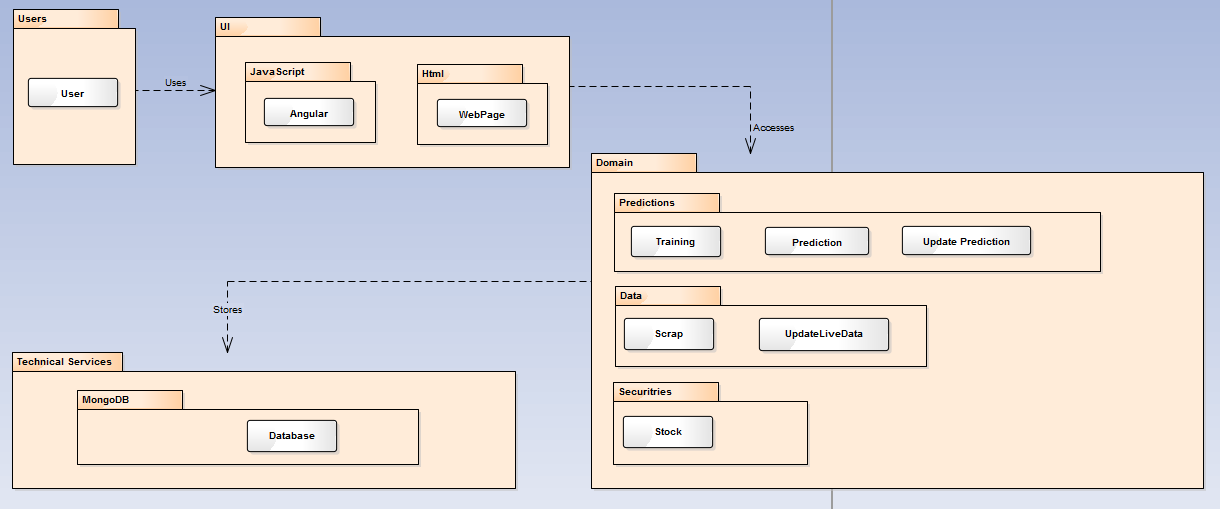 Users
User
Uses
UI
JavaScript
Angular
Html
WebPage
Accesses
Domain
Predictions
Training
Prediction
Update Prediction
Data
Scrap
UpdateLiveData
Securitries
Stock
Stores
Technical Services
MongoDB
Database